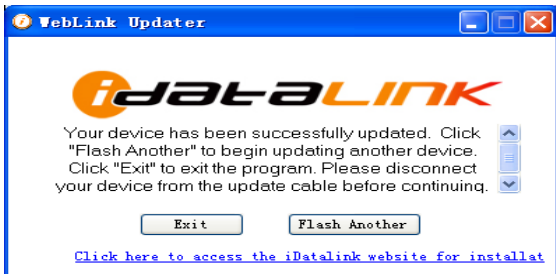 WebLink Updater
iDataLink
Your device has been successfully updated. Click
"Flash Another" to begin updating another device.
Click "Exit" to exit the program. Please disconnect
your device from the update cable before continuing.
Exit
Flash Another
Click here to access the iDatalink website for installat